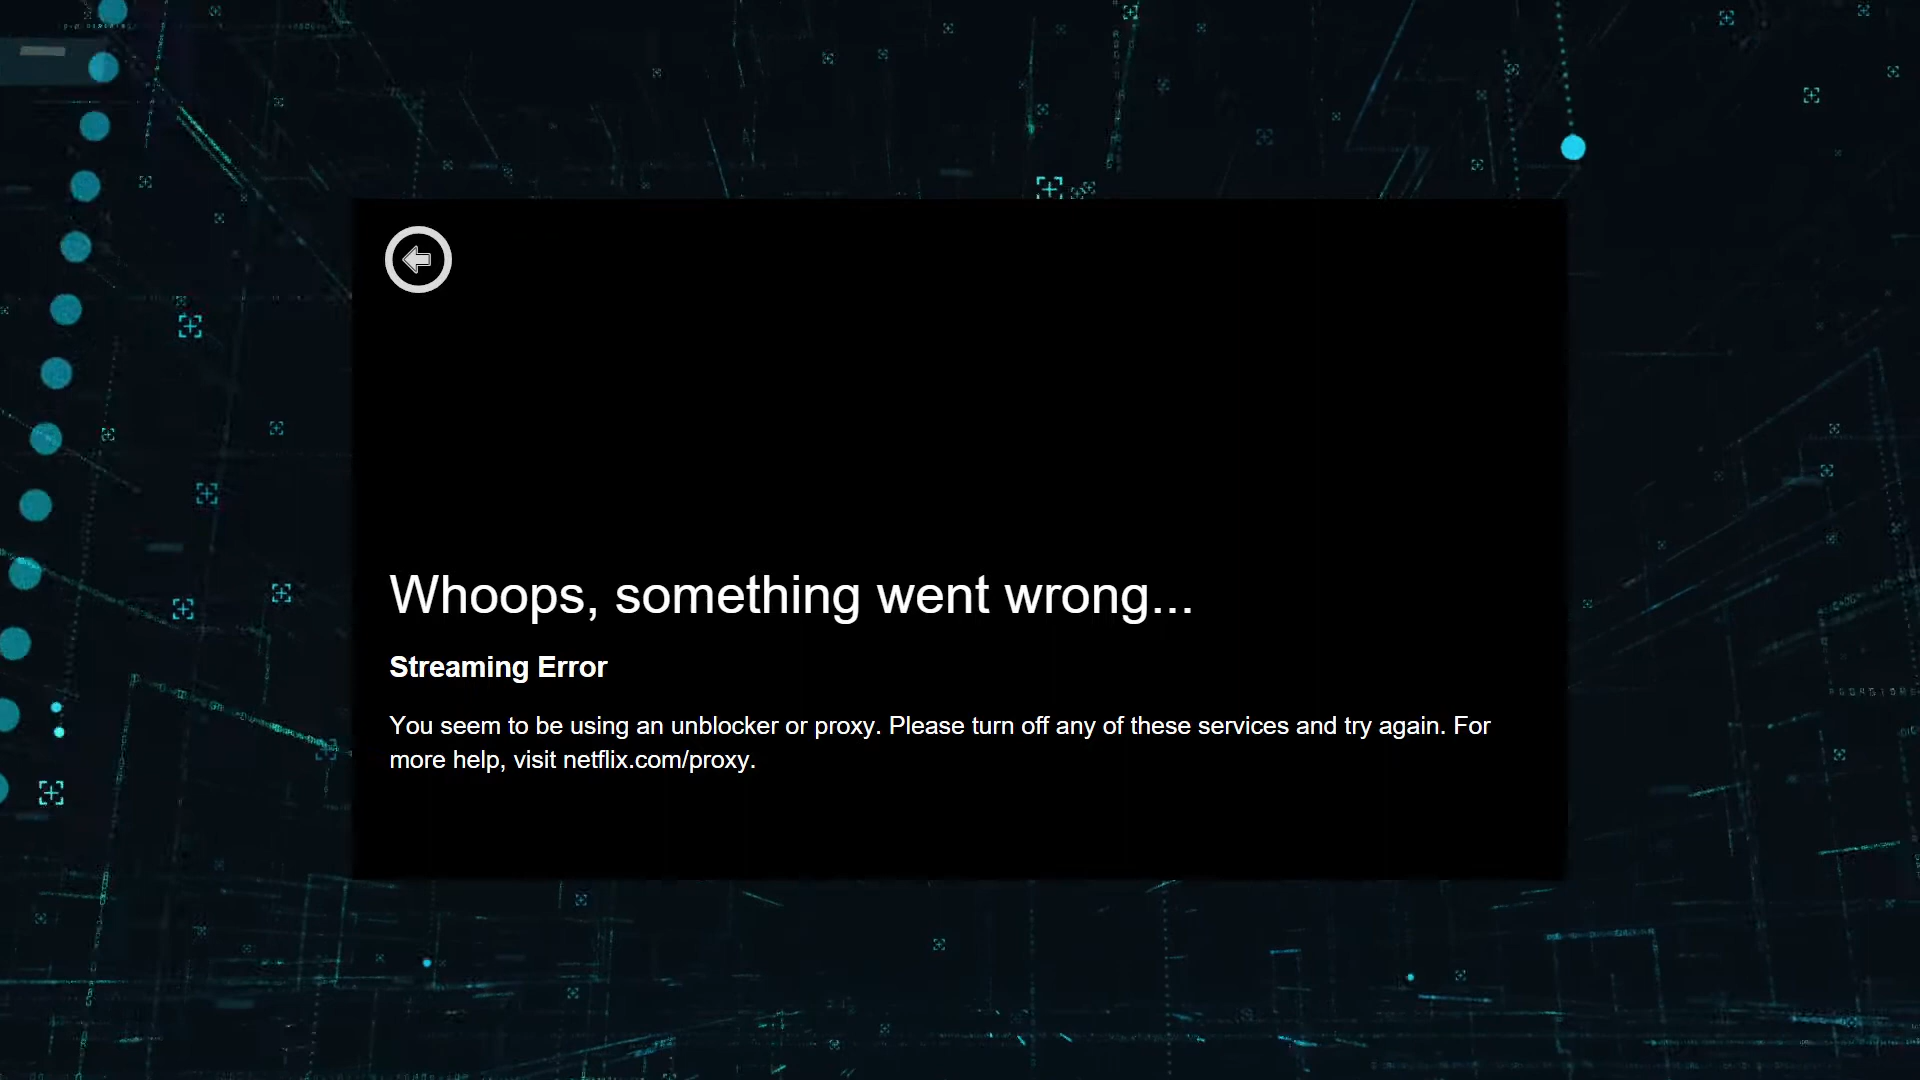 Whoops, something went wrong...
Streaming Error
You seem to be using an unblocker or proxy. Please turn off any of these services and try again. For
more help, visit netflix.com/proxy.